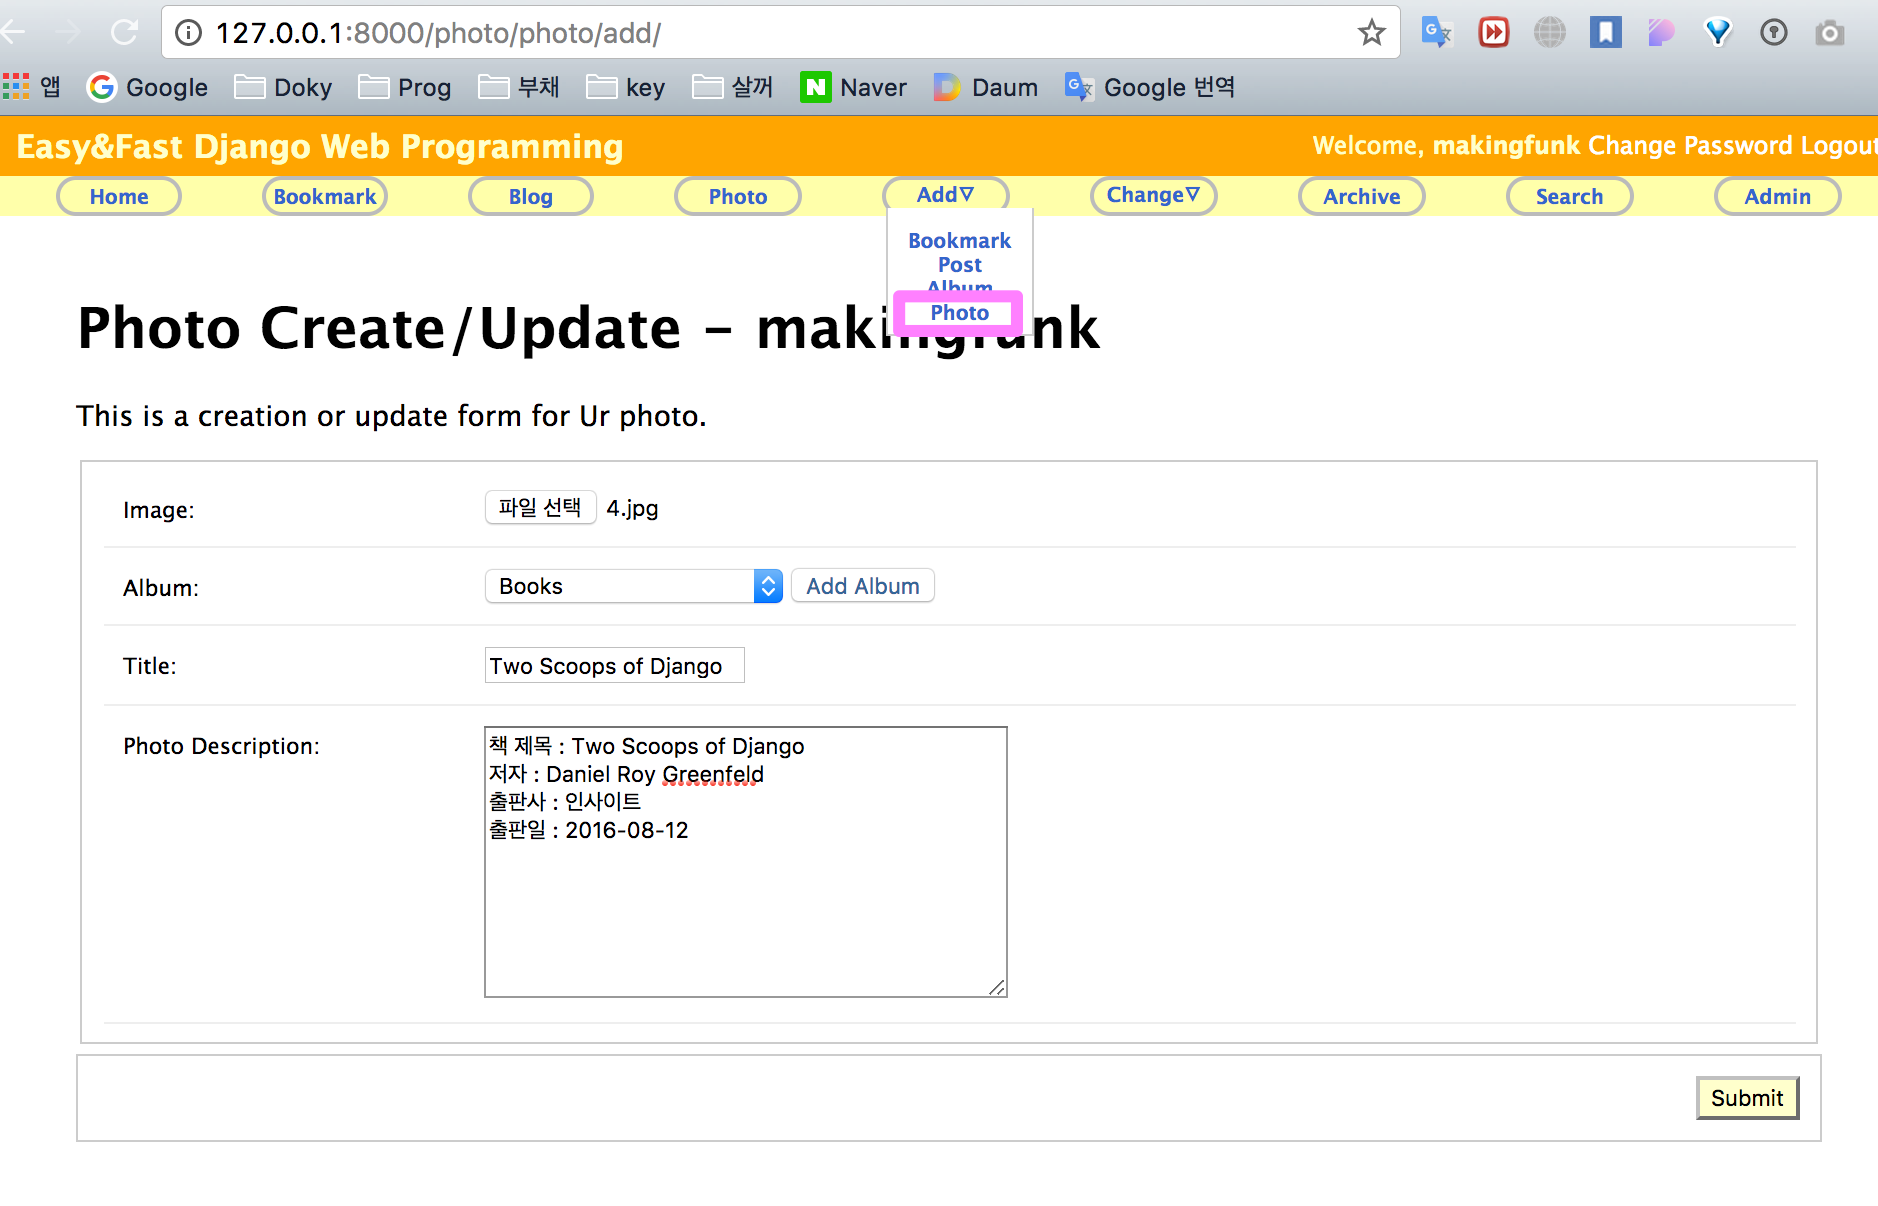 127.0.0.1:8000/photo/photo/add/
앱 Google Doky Prog 부채 key 살꺼 Naver Daum Google 번역
Easy&Fast Django Web Programming
Welcome, makingfunk Change Password Logout
Home Bookmark Blog Photo Add▽ Change▽ Archive Search Admin
Bookmark
Post
Album
Photo
Photo Create/Update - makingfunk
This is a creation or update form for Ur photo.
Image: 파일 선택 4.jpg
Album: Books Add Album
Title: Two Scoops of Django
Photo Description: 책 제목 : Two Scoops of Django
저자 : Daniel Roy Greenfeld
출판사 : 인사이트
출판일 : 2016-08-12
Submit